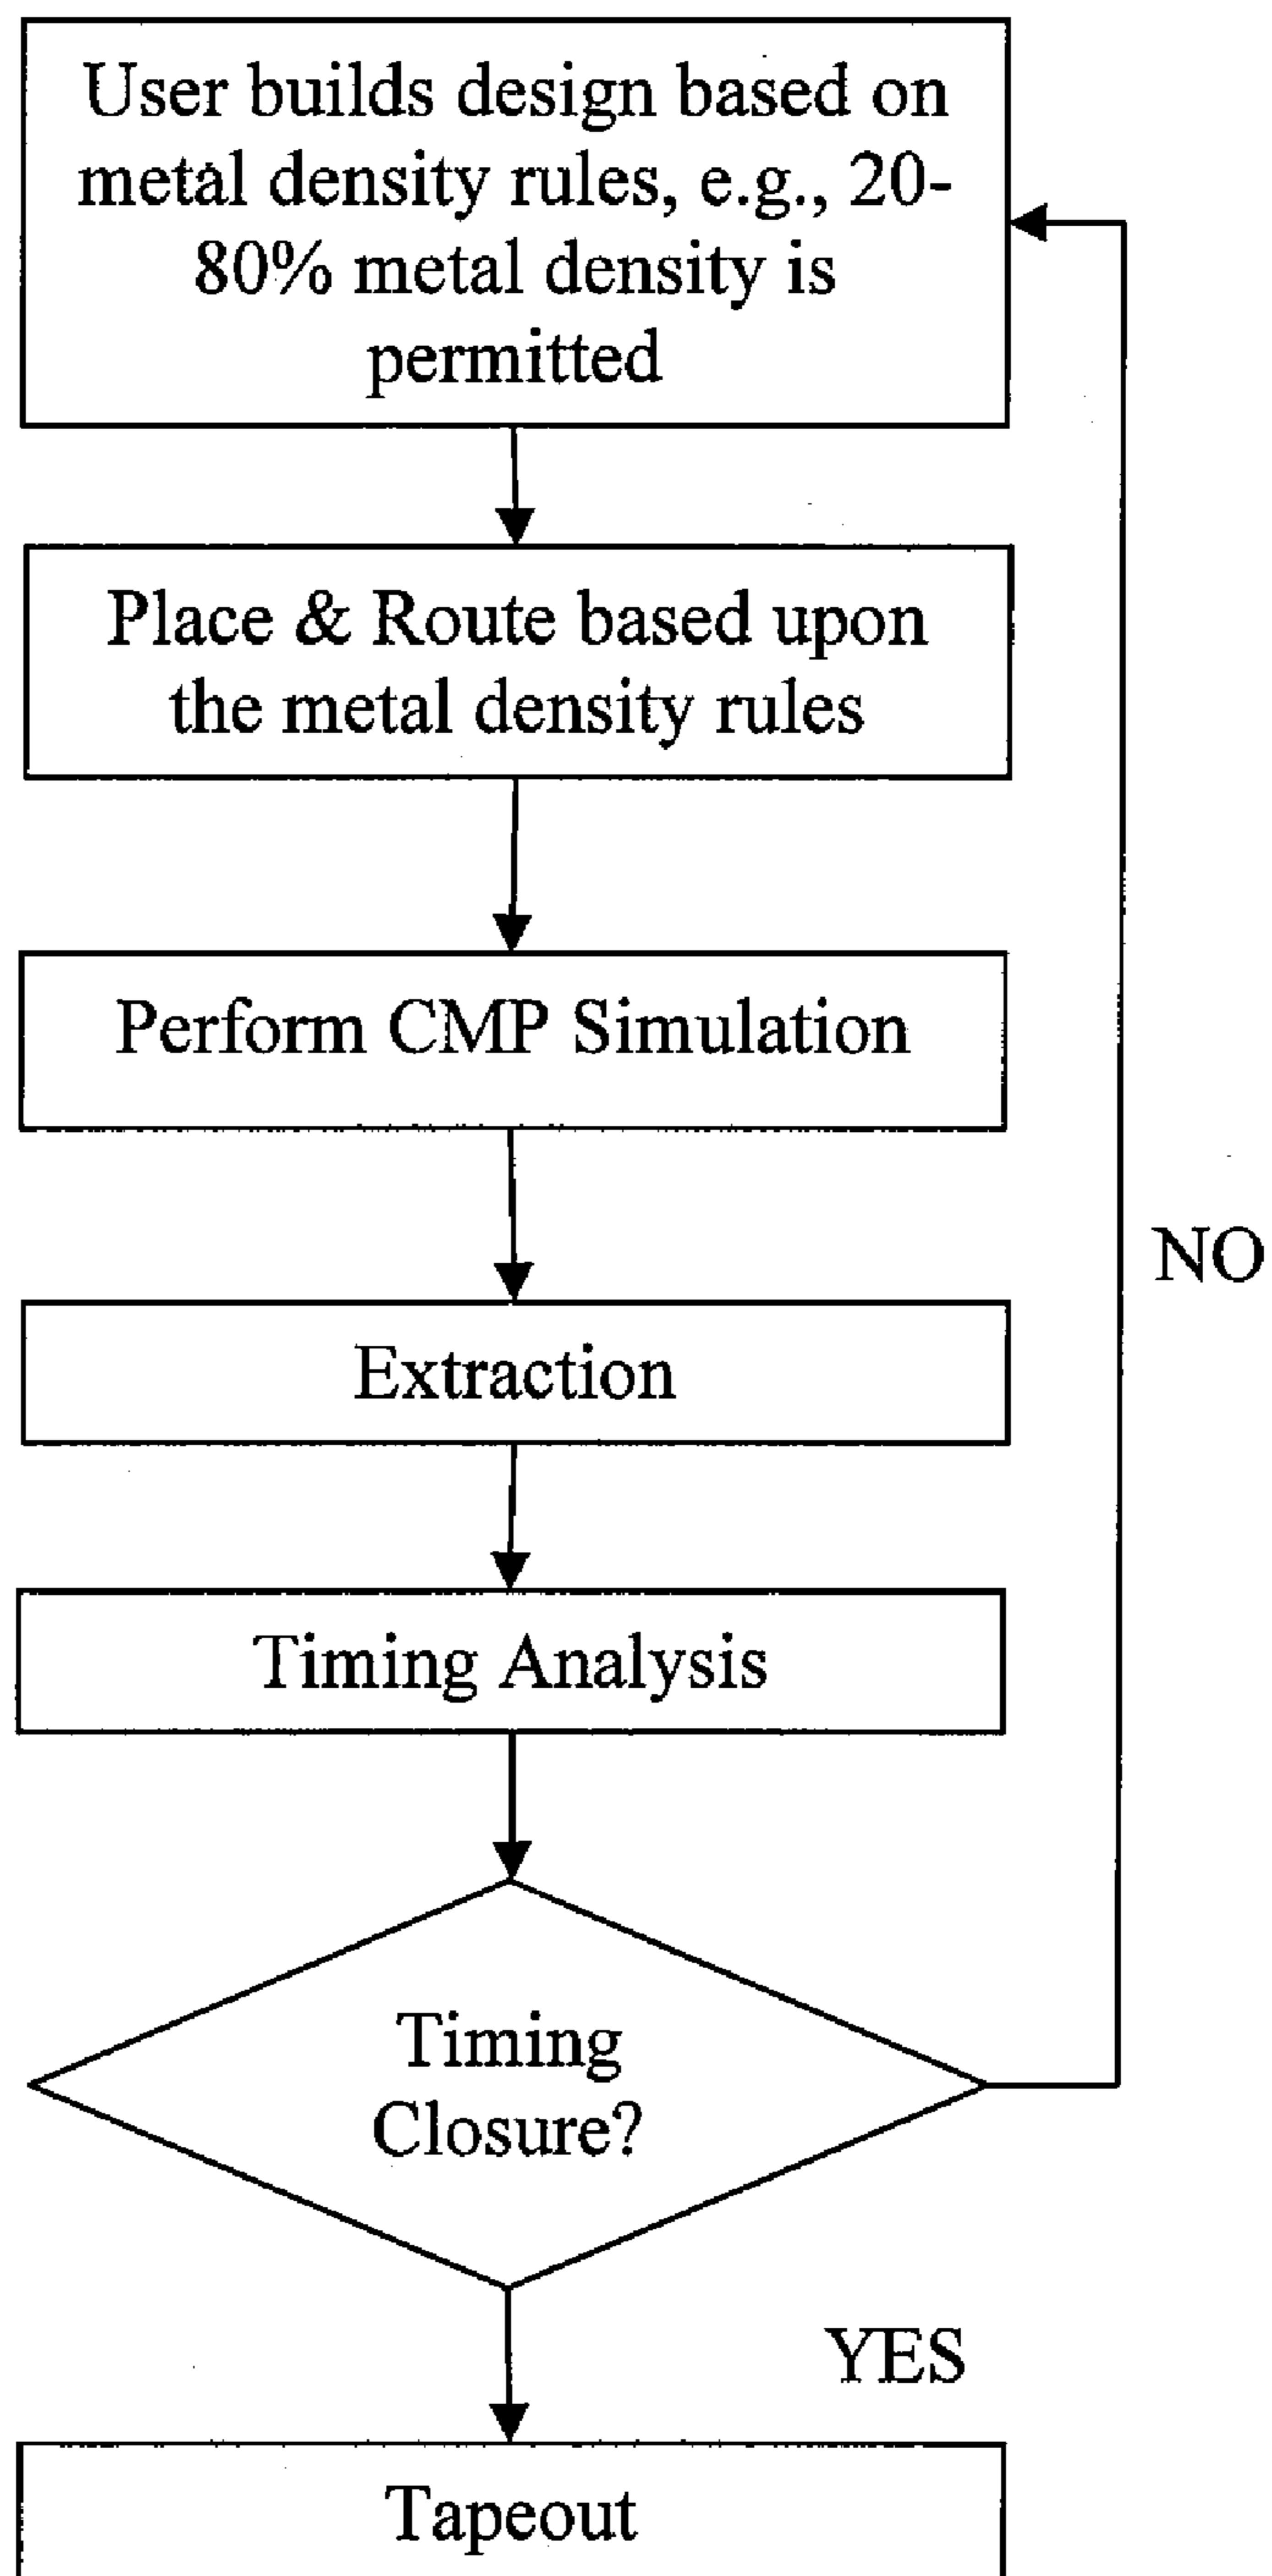 User builds design based on
metal density rules, e.g., 20-
80% metal density is
permitted
Place & Route based upon
the metal density rules
Perform CMP Simulation
Extraction
Timing Analysis
Timing
Closure?
NO
YES
Tapeout